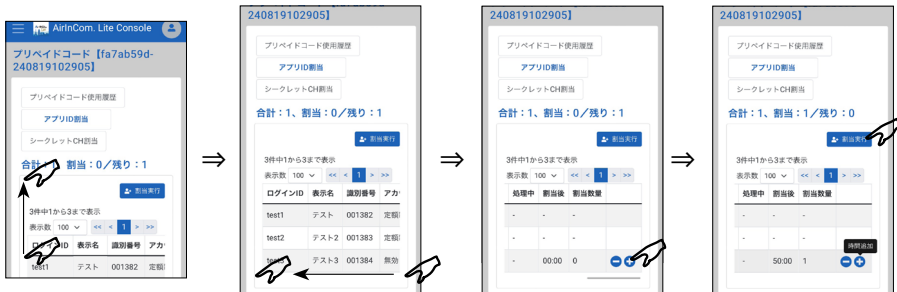 AirInCom. Lite Console
プリペイドコード【fa7ab59d-
240819102905】
プリペイドコード使用履歴
アプリID割当
シークレットCH割当
合計：1、割当：0／残り：1
割当実行
3件中1から3まで表示
表示数 100 << < 1 > >>
ログインID 表示名 識別番号 アカ
test1 テスト 001382 定額
240819102905】
プリペイドコード使用履歴
アプリID割当
シークレットCH割当
合計：1、割当：0／残り：1
割当実行
3件中1から3まで表示
表示数 100 << < 1 > >>
ログインID 表示名 識別番号 アカ
test1 テスト 001382 定額
test2 テスト2 001383 定額
test3 テスト3 001384 無効
240819102905】
プリペイドコード使用履歴
アプリID割当
シークレットCH割当
合計：1、割当：0／残り：1
割当実行
3件中1から3まで表示
表示数 100 << < 1 > >>
処理中 割当後 割当数量
- - -
- - -
- 00:00 0
240819102905】
プリペイドコード使用履歴
アプリID割当
シークレットCH割当
合計：1、割当：1／残り：0
割当実行
3件中1から3まで表示
表示数 100 << < 1 > >>
処理中 割当後 割当数量
- - -
- - -
時間追加
- 50:00 1